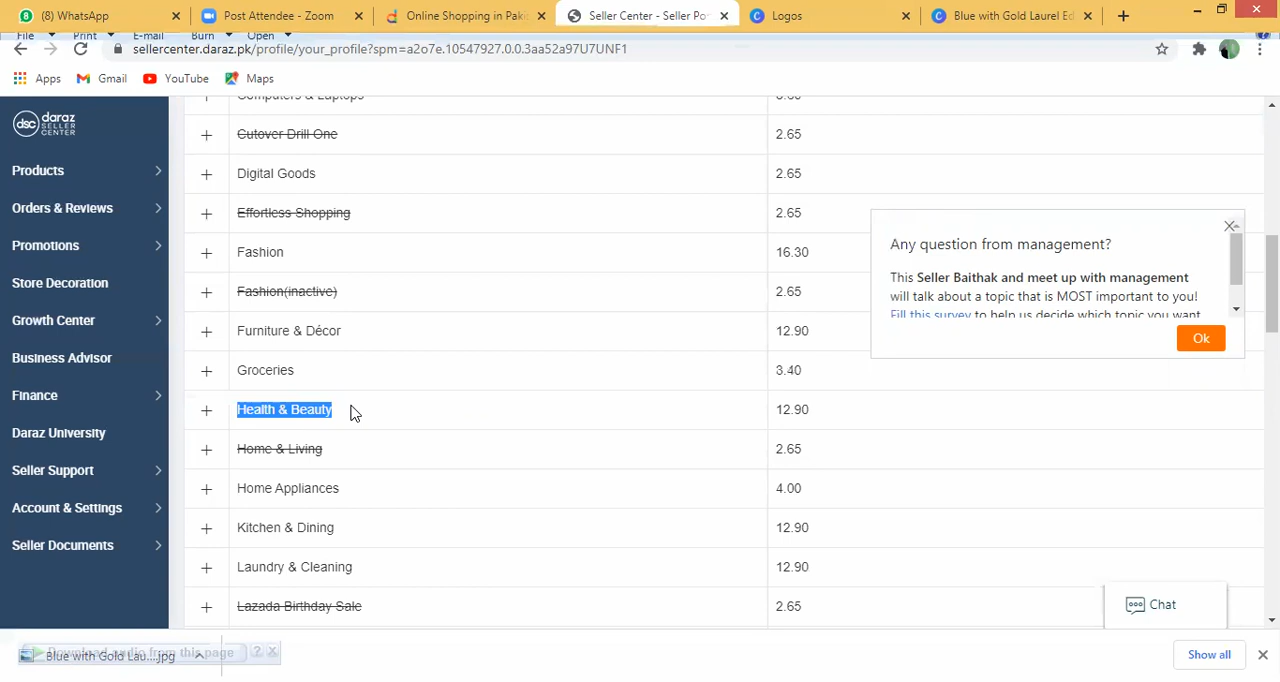 (8) WhatsApp
Post Attendee - Zoom
Online Shopping in Paki
Seller Center - Seller Po
Logos
Blue with Gold Laurel Ed
File
Print
E-mail
Burn
Open
sellercenter.daraz.pk/profile/your_profile?spm=a2o7e.10547927.0.0.3aa52a97U7UNF1
Apps
Gmail
YouTube
Maps
dsc daraz
SELLER
CENTER
Products
Orders & Reviews
Promotions
Store Decoration
Growth Center
Business Advisor
Finance
Daraz University
Seller Support
Account & Settings
Seller Documents
Computers & Laptops
Cutover Drill One 2.65
Digital Goods 2.65
Effortless Shopping 2.65
Fashion 16.30
Fashion(inactive) 2.65
Furniture & Décor 12.90
Groceries 3.40
Health & Beauty 12.90
Home & Living 2.65
Home Appliances 4.00
Kitchen & Dining 12.90
Laundry & Cleaning 12.90
Lazada Birthday Sale 2.65
Any question from management?
This Seller Baithak and meet up with management
will talk about a topic that is MOST important to you!
Fill this survey to help us decide which topic you want
Ok
Chat
Download audio from this page
Blue with Gold Lau....jpg
Show all